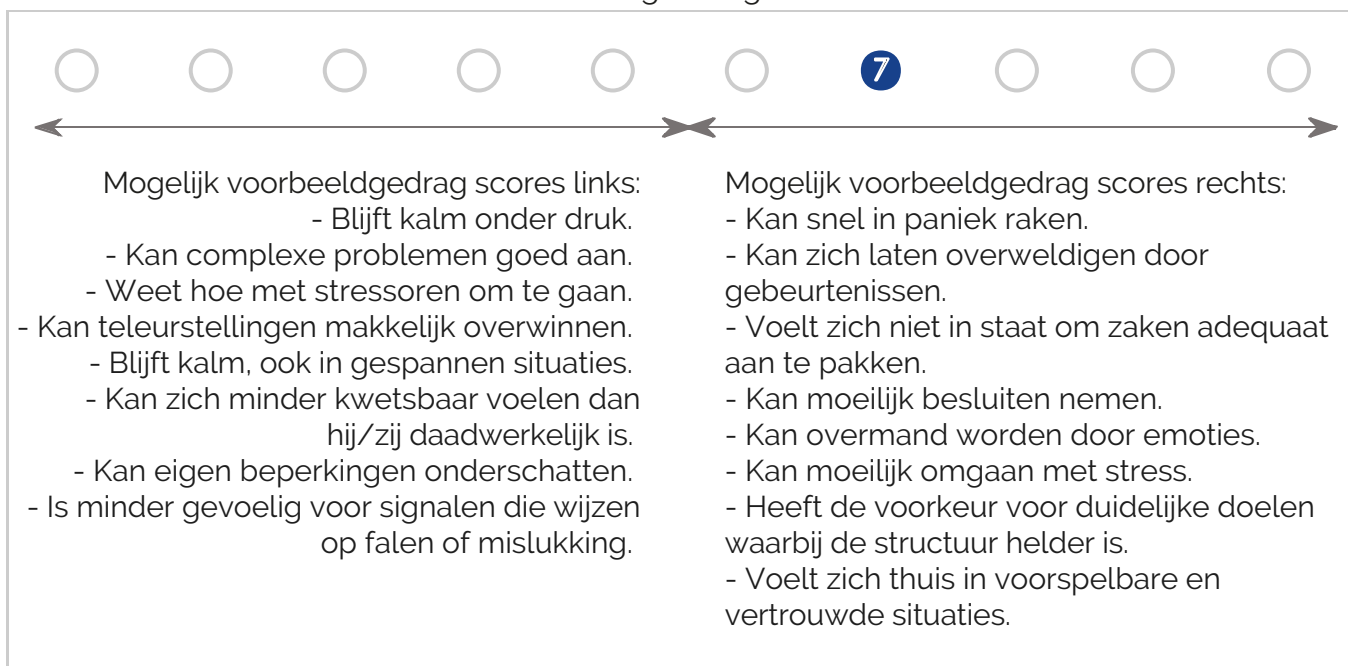 7
Mogelijk voorbeeldgedrag scores links:
- Blijft kalm onder druk.
- Kan complexe problemen goed aan.
- Weet hoe met stressoren om te gaan.
- Kan teleurstellingen makkelijk overwinnen.
- Blijft kalm, ook in gespannen situaties.
- Kan zich minder kwetsbaar voelen dan
hij/zij daadwerkelijk is.
- Kan eigen beperkingen onderschatten.
- Is minder gevoelig voor signalen die wijzen
op falen of mislukking.
Mogelijk voorbeeldgedrag scores rechts:
- Kan snel in paniek raken.
- Kan zich laten overweldigen door
gebeurtenissen.
- Voelt zich niet in staat om zaken adequaat
aan te pakken.
- Kan moeilijk besluiten nemen.
- Kan overmand worden door emoties.
- Kan moeilijk omgaan met stress.
- Heeft de voorkeur voor duidelijke doelen
waarbij de structuur helder is.
- Voelt zich thuis in voorspelbare en
vertrouwde situaties.